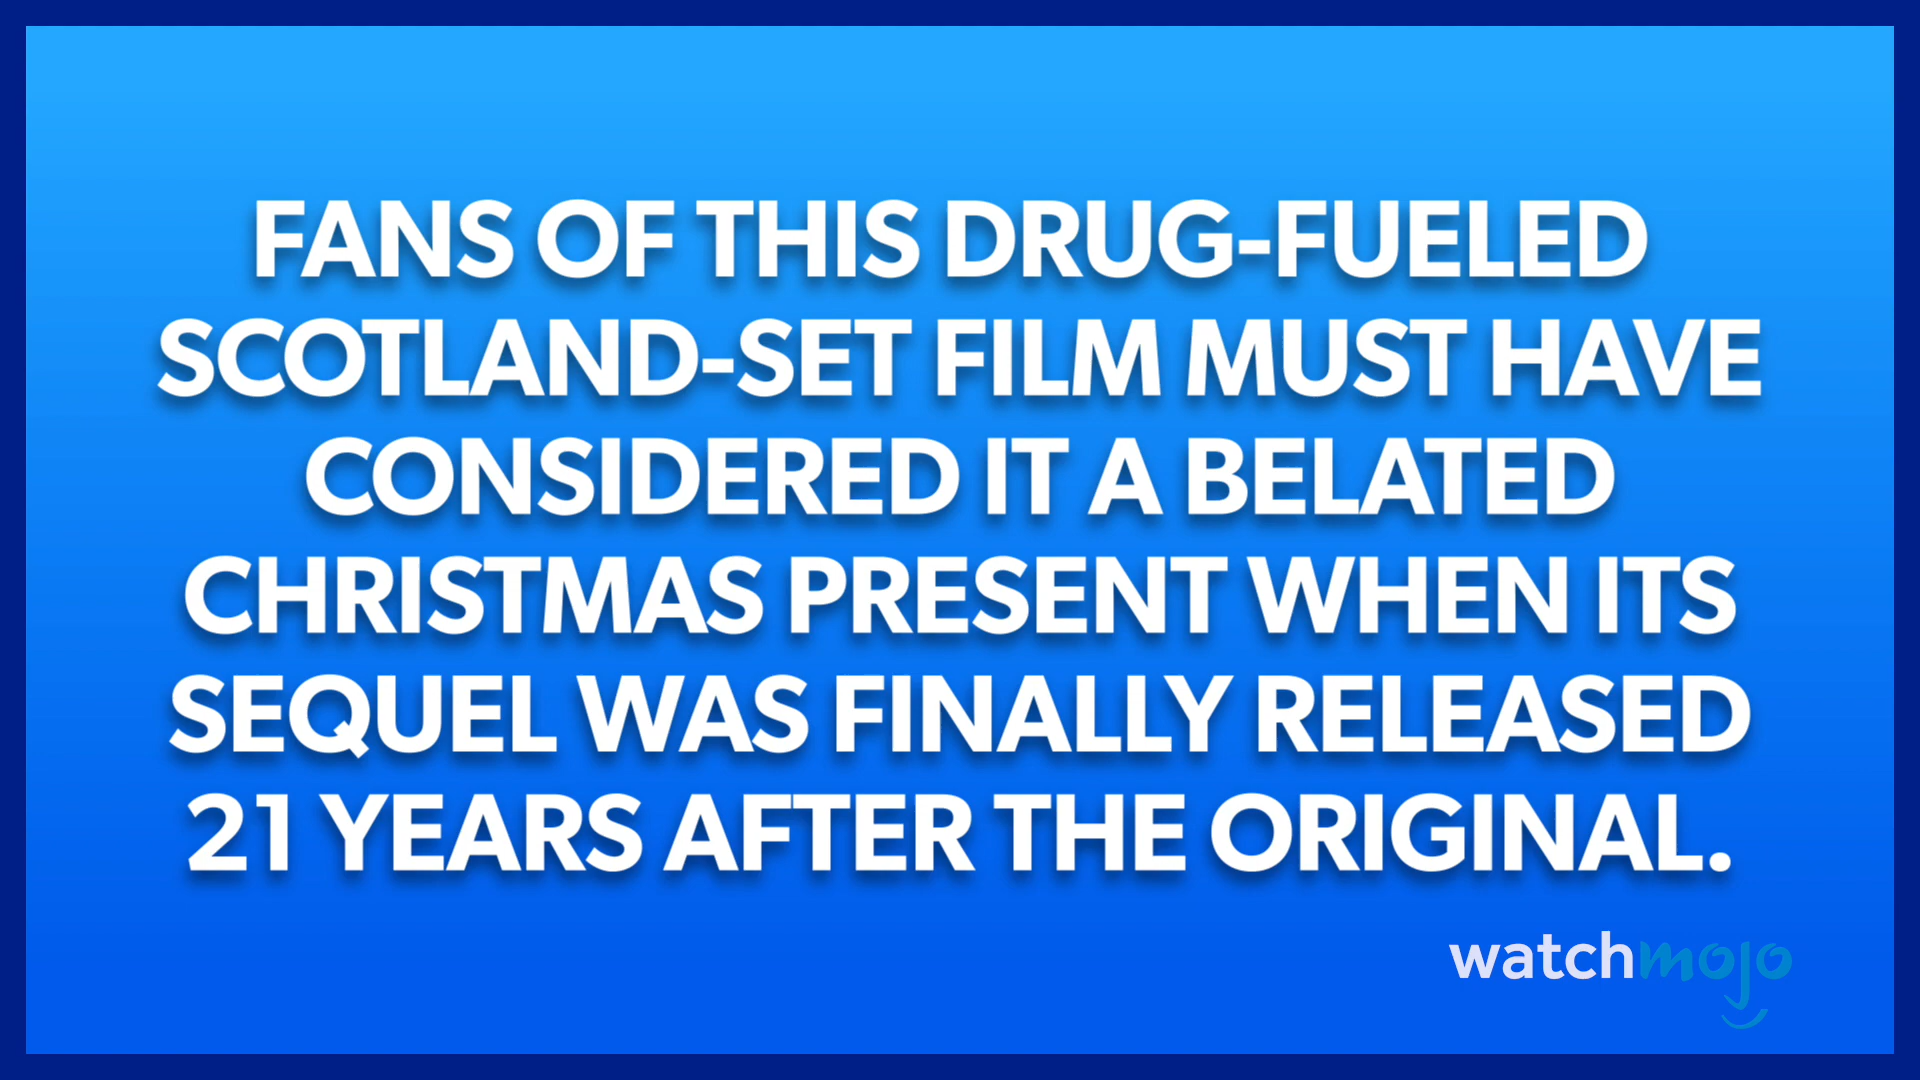 FANS OF THIS DRUG-FUELED
SCOTLAND-SET FILM MUST HAVE
CONSIDERED IT A BELATED
CHRISTMAS PRESENT WHEN ITS
SEQUEL WAS FINALLY RELEASED
21 YEARS AFTER THE ORIGINAL.
watchmojo